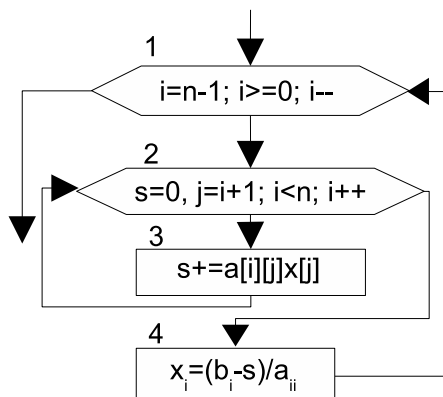 1
i=n-1; i>=0; i--
2
s=0, j=i+1; i<n; i++
3
s+=a[i][j]x[j]
4
xᵢ=(bᵢ-s)/aᵢᵢ